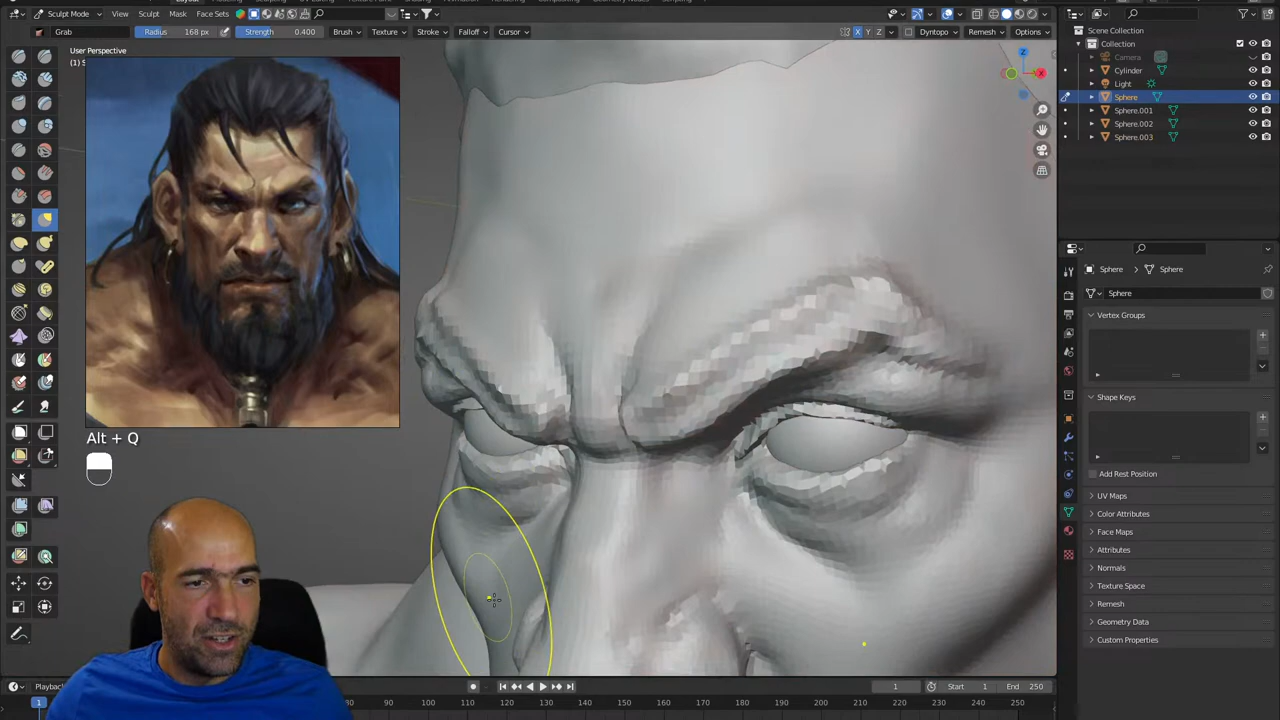 Sculpt Mode View Sculpt Mask Face Sets
Grab Radius 168 px Strength 0.400 Brush Texture Stroke Falloff Cursor X Y Z Dyntopo Remesh Options
User Perspective
(1) S
Z
X
Alt + Q
Scene Collection
Collection
Camera
Cylinder
Light
Sphere
Sphere.001
Sphere.002
Sphere.003
Sphere Sphere
Sphere
Vertex Groups
Shape Keys
Add Rest Position
UV Maps
Color Attributes
Face Maps
Attributes
Normals
Texture Space
Remesh
Geometry Data
Custom Properties
Playback 1 Start 1 End 250
1 80 90 100 110 120 130 140 150 160 170 180 190 200 210 220 230 240 250